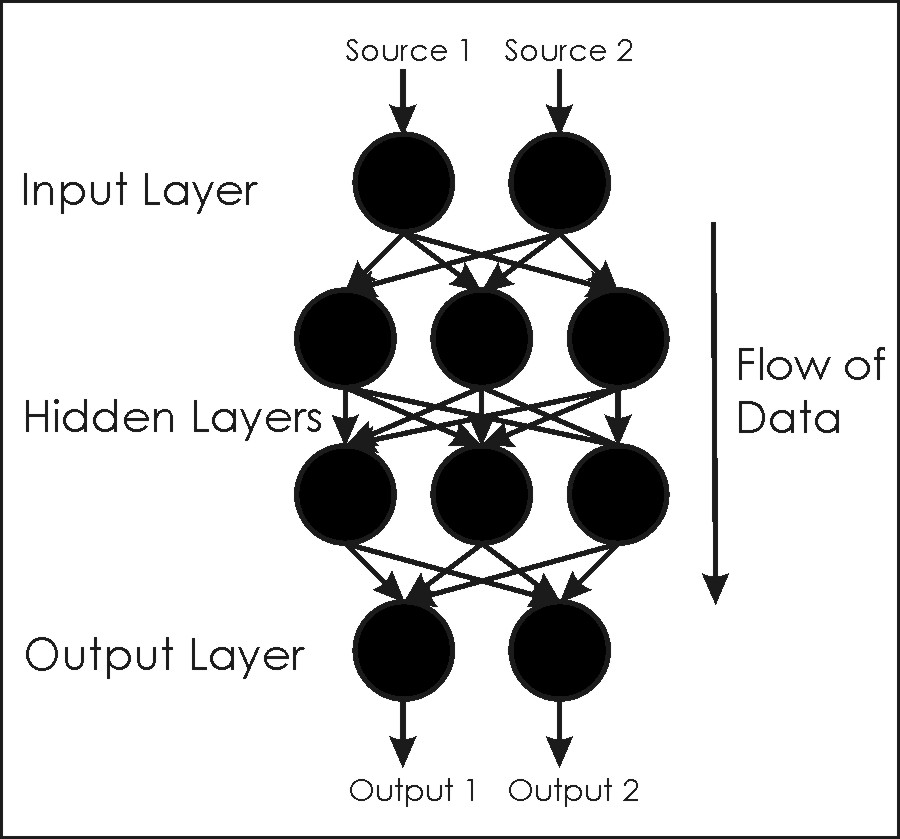 Source 1
Source 2
Input Layer
Flow of
Data
Hidden Layers
Output Layer
Output 1
Output 2